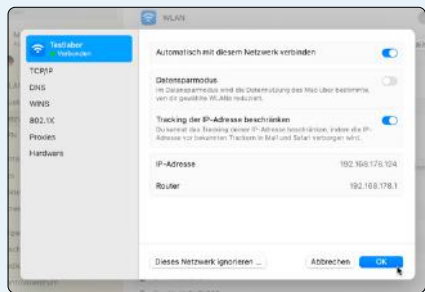 WLAN
Testlabor
Verbunden
TCP/IP
DNS
WINS
802.1X
Proxies
Hardware
Automatisch mit diesem Netzwerk verbinden
Datensparmodus
Im Datensparmodus wird die Datennutzung des Mac über bestimmte,
von dir gewählte WLANs reduziert.
Tracking der IP-Adresse beschränken
Du kannst das Tracking deiner IP-Adresse beschränken, indem die IP-
Adresse vor bekannten Trackern in Mail und Safari verborgen wird.
IP-Adresse
192.168.178.124
Router
192.168.178.1
Dieses Netzwerk ignorieren ...
Abbrechen
OK